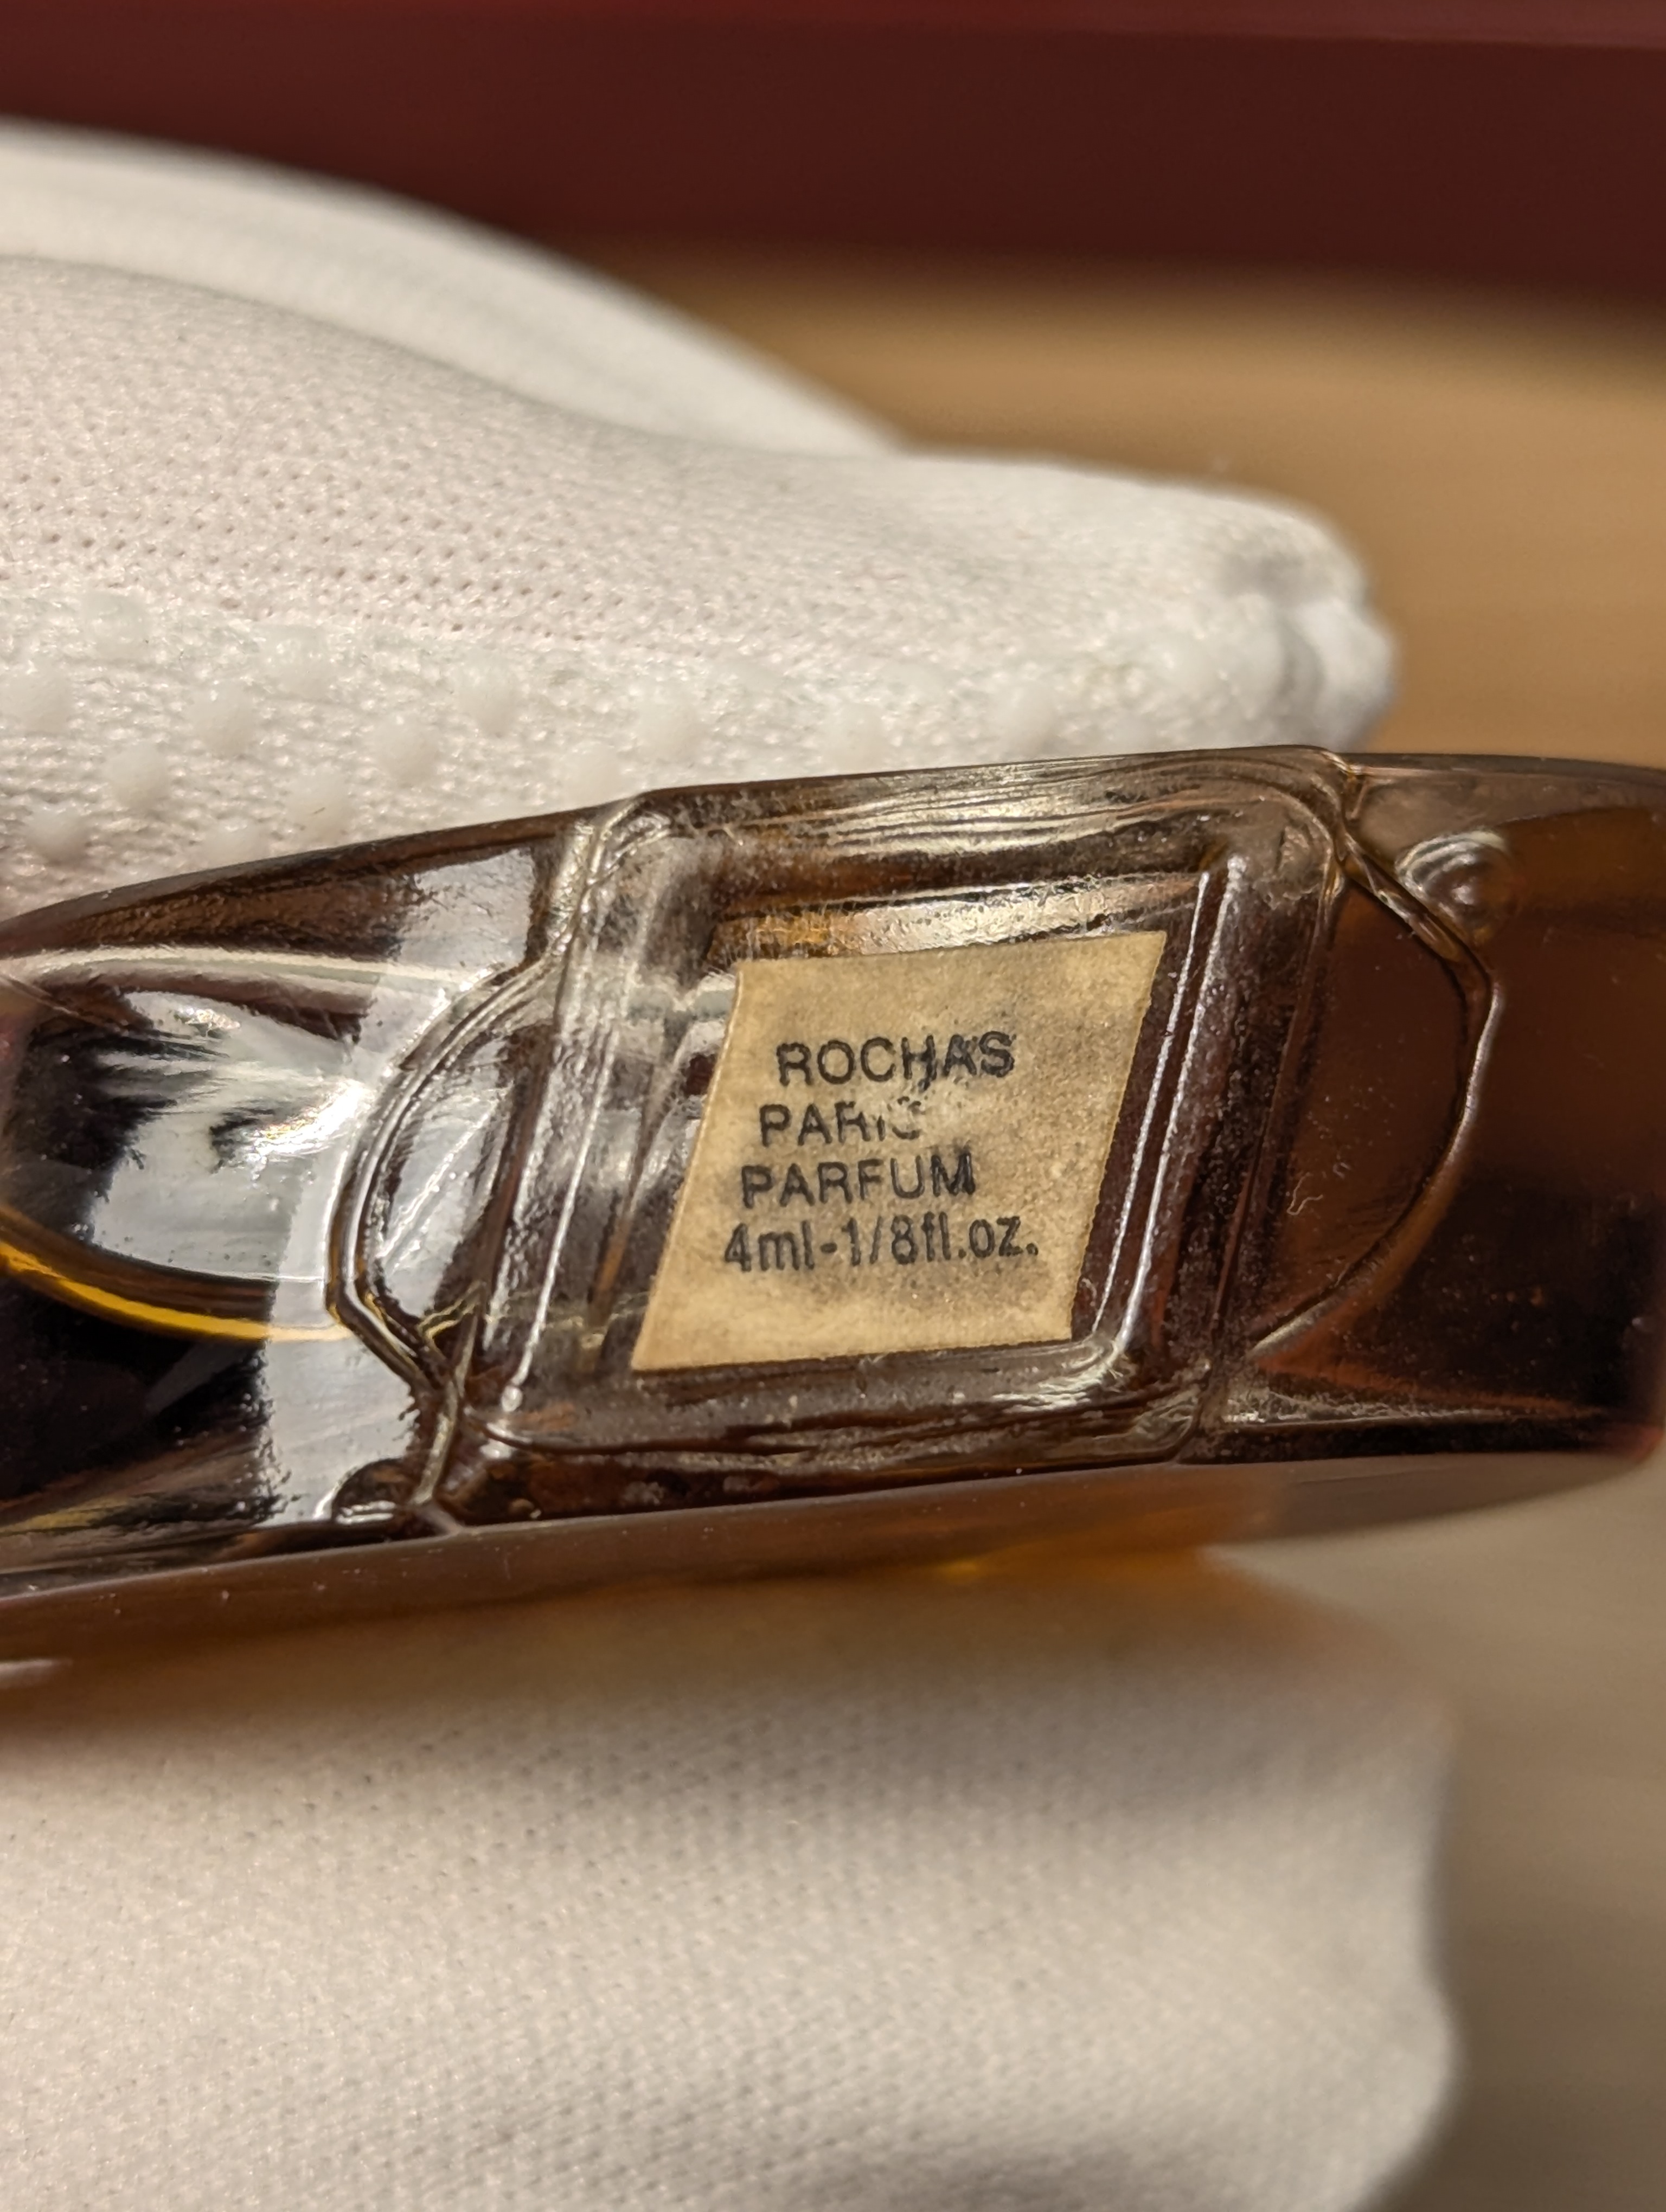 ROCHAS
PARIS
PARFUM
4ml-1/8fl.oz.